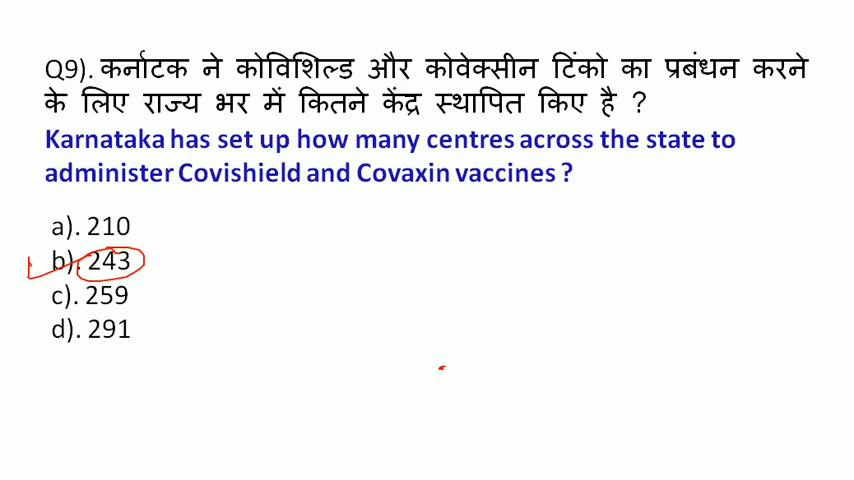 Q9). कर्नाटक ने कोविशिल्ड और कोवेक्सीन टिंको का प्रबंधन करने
के लिए राज्य भर में कितने केंद्र स्थापित किए है ?
Karnataka has set up how many centres across the state to
administer Covishield and Covaxin vaccines ?
a). 210
b). 243
c). 259
d). 291